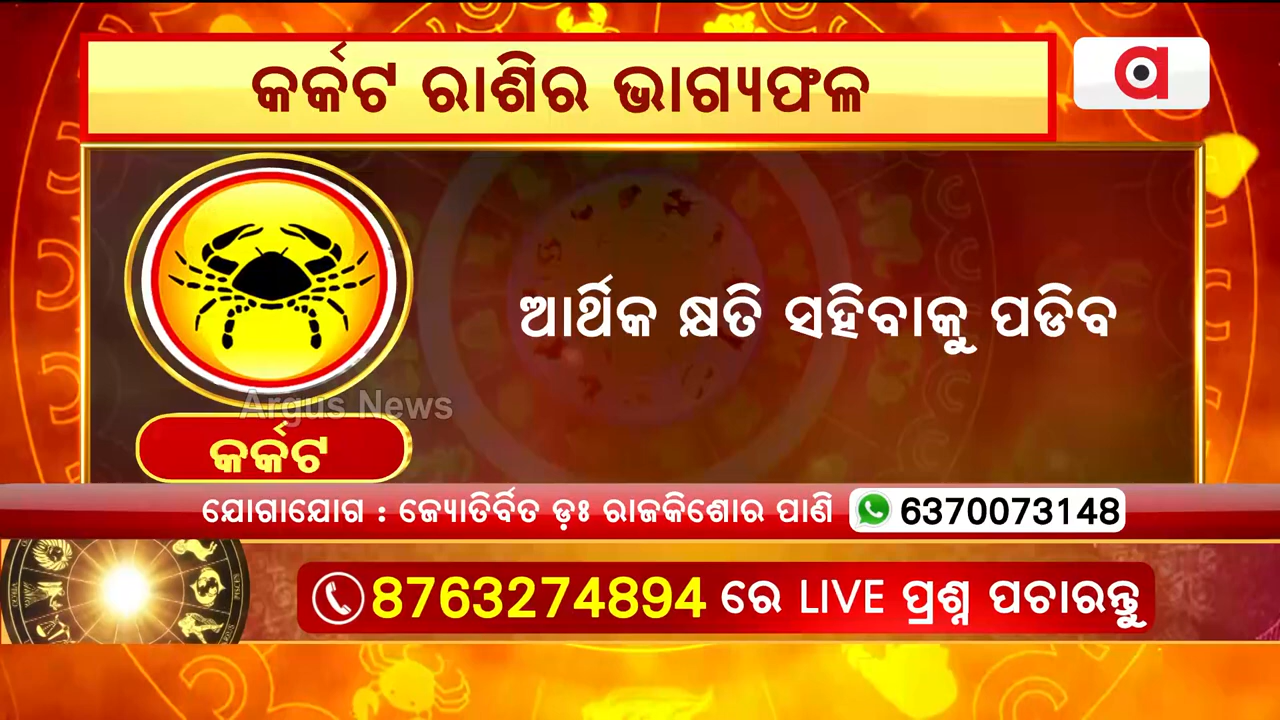 କର୍କଟ ରାଶିର ଭାଗ୍ୟଫଳ
ଆର୍ଥିକ କ୍ଷତି ସହିବାକୁ ପଡିବ
Argus News
କର୍କଟ
ଯୋଗାଯୋଗ : ଜ୍ୟୋତିର୍ବିତ ଡ଼ଃ ରାଜକିଶୋର ପାଣି 6370073148
8763274894 ରେ LIVE ପ୍ରଶ୍ନ ପଚାରନ୍ତୁ